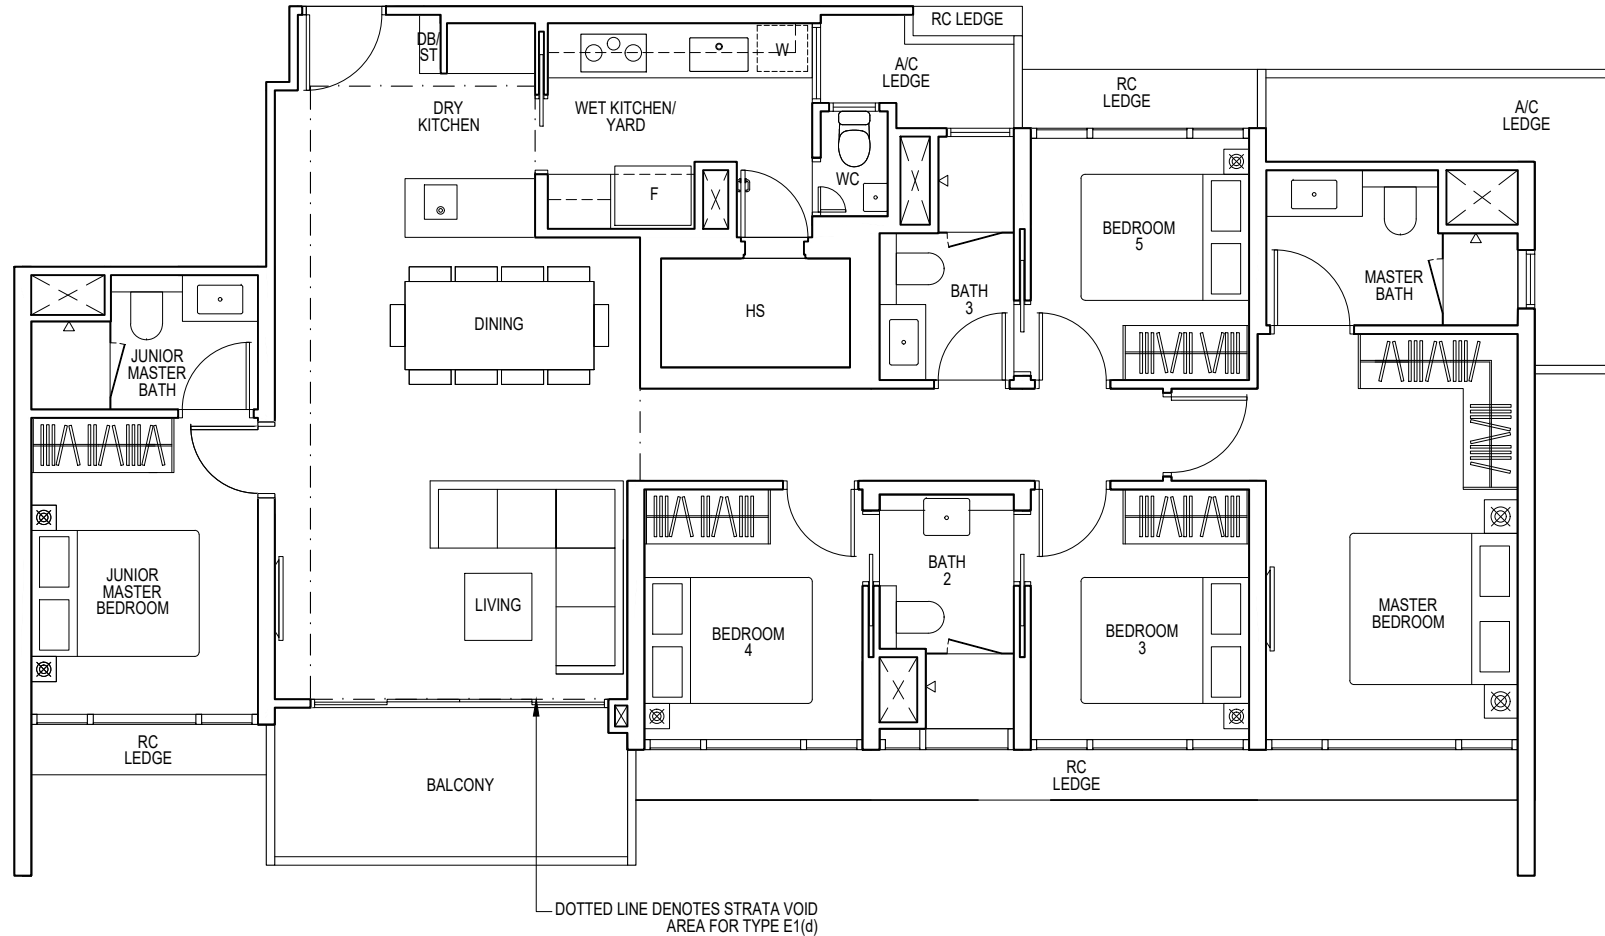 RC LEDGE
DB/
ST
W
A/C
LEDGE
RC
LEDGE
A/C
LEDGE
DRY
KITCHEN
WET KITCHEN/
YARD
WC
F
BEDROOM
5
MASTER
BATH
BATH
3
HS
DINING
JUNIOR
MASTER
BATH
JUNIOR
MASTER
BEDROOM
LIVING
BEDROOM
4
BATH
2
BEDROOM
3
MASTER
BEDROOM
RC
LEDGE
BALCONY
RC
LEDGE
DOTTED LINE DENOTES STRATA VOID
AREA FOR TYPE E1(d)